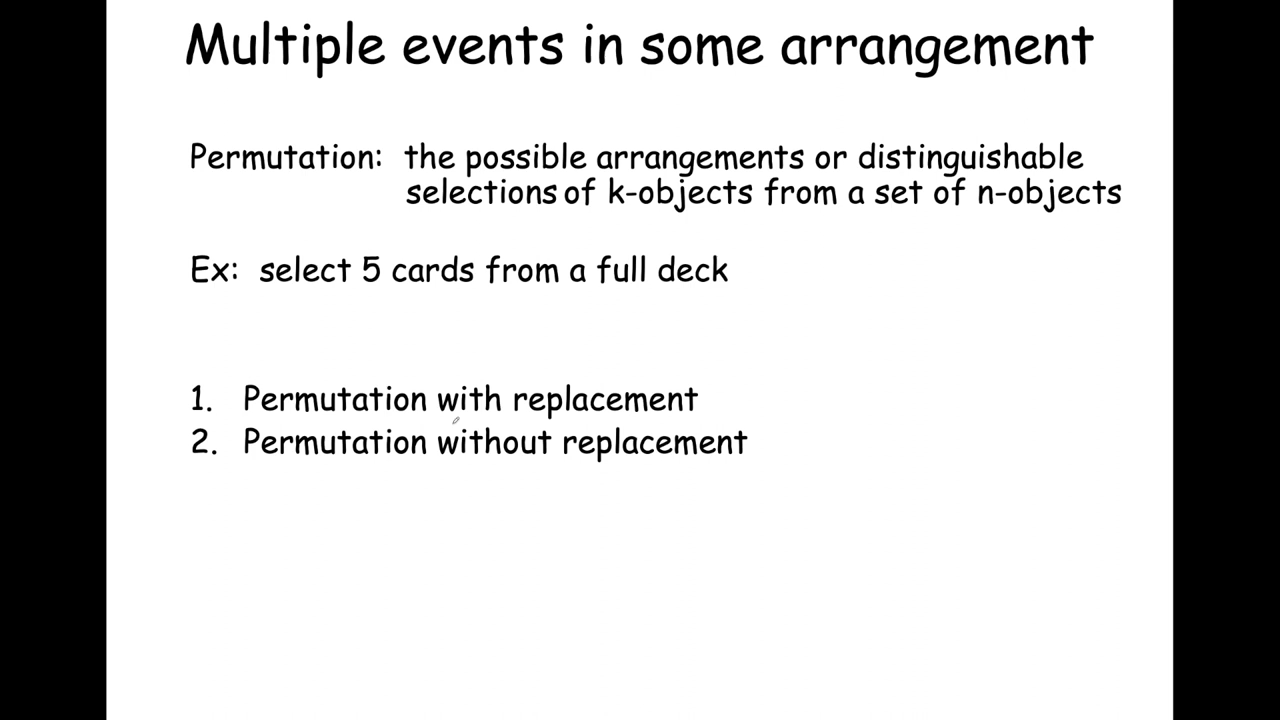 Multiple events in some arrangement
Permutation: the possible arrangements or distinguishable
selections of k-objects from a set of n-objects
Ex: select 5 cards from a full deck
1. Permutation with replacement
2. Permutation without replacement